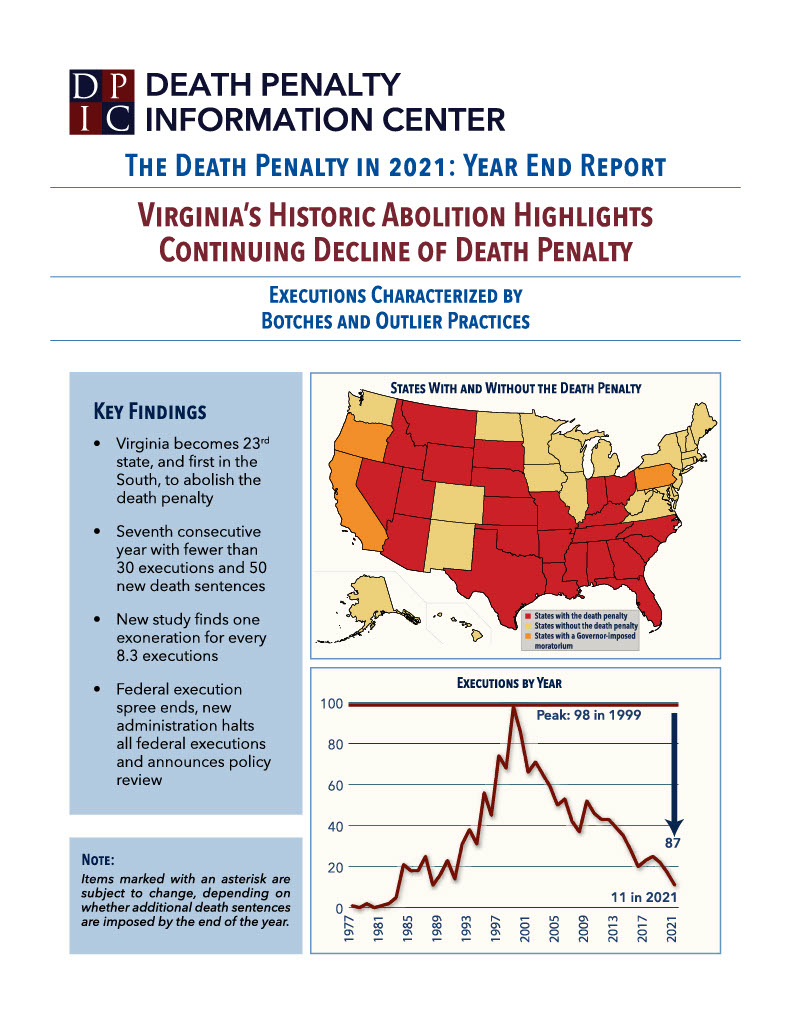 DP
IC
DEATH PENALTY
INFORMATION CENTER
THE DEATH PENALTY IN 2021: YEAR END REPORT
VIRGINIA'S HISTORIC ABOLITION HIGHLIGHTS
CONTINUING DECLINE OF DEATH PENALTY
EXECUTIONS CHARACTERIZED BY
BOTCHES AND OUTLIER PRACTICES
KEY FINDINGS
• Virginia becomes 23rd
state, and first in the
South, to abolish the
death penalty
• Seventh consecutive
year with fewer than
30 executions and 50
new death sentences
• New study finds one
exoneration for every
8.3 executions
• Federal execution
spree ends, new
administration halts
all federal executions
and announces policy
review
NOTE:
Items marked with an asterisk are
subject to change, depending on
whether additional death sentences
are imposed by the end of the year.
STATES WITH AND WITHOUT THE DEATH PENALTY
States with the death penalty
States without the death penalty
States with a Governor-imposed
moratorium
EXECUTIONS BY YEAR
100
80
60
40
20
0
Peak: 98 in 1999
87
11 in 2021
1977
1981
1985
1989
1993
1997
2001
2005
2009
2013
2017
2021